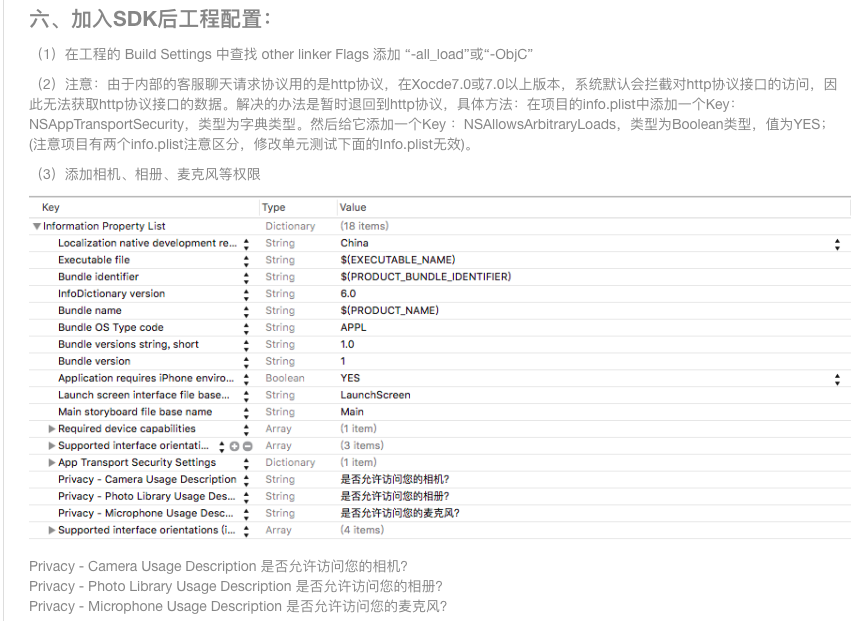 六、加入SDK后工程配置：
（1）在工程的 Build Settings 中查找 other linker Flags 添加 “-all_load”或“-ObjC”
（2）注意：由于内部的客服聊天请求协议用的是http协议，在Xocde7.0或7.0以上版本，系统默认会拦截对http协议接口的访问，因
此无法获取http协议接口的数据。解决的办法是暂时退回到http协议，具体方法：在项目的info.plist中添加一个Key：
NSAppTransportSecurity，类型为字典类型。然后给它添加一个Key ：NSAllowsArbitraryLoads，类型为Boolean类型，值为YES；
(注意项目有两个info.plist注意区分，修改单元测试下面的Info.plist无效)。
（3）添加相机、相册、麦克风等权限
Key Type Value
Information Property List Dictionary (18 items)
Localization native development re... String China
Executable file String $(EXECUTABLE_NAME)
Bundle identifier String $(PRODUCT_BUNDLE_IDENTIFIER)
InfoDictionary version String 6.0
Bundle name String $(PRODUCT_NAME)
Bundle OS Type code String APPL
Bundle versions string, short String 1.0
Bundle version String 1
Application requires iPhone enviro... Boolean YES
Launch screen interface file base... String LaunchScreen
Main storyboard file base name String Main
Required device capabilities Array (1 item)
Supported interface orientati... Array (3 items)
App Transport Security Settings Dictionary (1 item)
Privacy - Camera Usage Description String 是否允许访问您的相机?
Privacy - Photo Library Usage Des... String 是否允许访问您的相册?
Privacy - Microphone Usage Desc... String 是否允许访问您的麦克风?
Supported interface orientations (i... Array (4 items)
Privacy - Camera Usage Description 是否允许访问您的相机?
Privacy - Photo Library Usage Description 是否允许访问您的相册?
Privacy - Microphone Usage Description 是否允许访问您的麦克风?